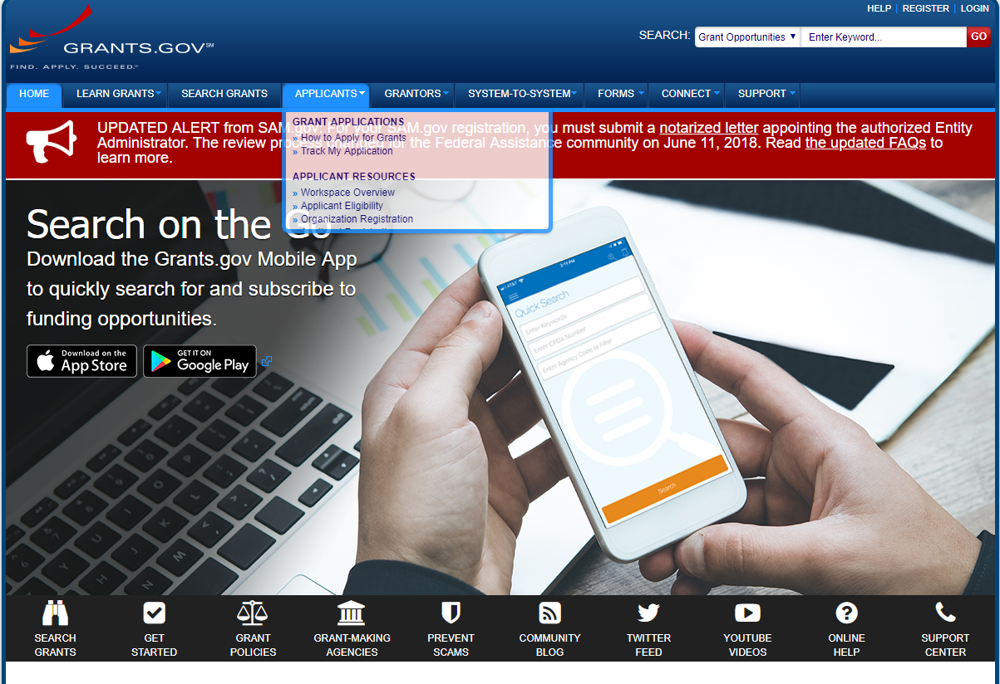 HELP | REGISTER | LOGIN
GRANTS.GOV℠
FIND. APPLY. SUCCEED.℠
SEARCH: Grant Opportunities Enter Keyword... GO
HOME LEARN GRANTS SEARCH GRANTS APPLICANTS GRANTORS SYSTEM-TO-SYSTEM FORMS CONNECT SUPPORT
UPDATED ALERT from SAM.gov: For your SAM.gov registration, you must submit a notarized letter appointing the authorized Entity
Administrator. The review process changed for the Federal Assistance community on June 11, 2018. Read the updated FAQs to
learn more.
GRANT APPLICATIONS
» How to Apply for Grants
» Track My Application
APPLICANT RESOURCES
» Workspace Overview
» Applicant Eligibility
» Organization Registration
Search on the Go
Download the Grants.gov Mobile App
to quickly search for and subscribe to
funding opportunities.
Download on the
App Store
GET IT ON
Google Play
AT&T 2:11 PM
Quick Search
Enter Keywords
Enter CFDA Number
Enter Agency Code to Filter
Search
SEARCH
GRANTS
GET
STARTED
GRANT
POLICIES
GRANT-MAKING
AGENCIES
PREVENT
SCAMS
COMMUNITY
BLOG
TWITTER
FEED
YOUTUBE
VIDEOS
ONLINE
HELP
SUPPORT
CENTER